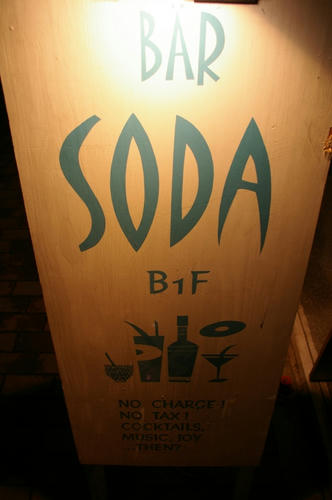 BAR
SODA
B1F
NO CHARGE!
NO TAX!
COCKTAILS.
MUSIC, JOY
...THEN?